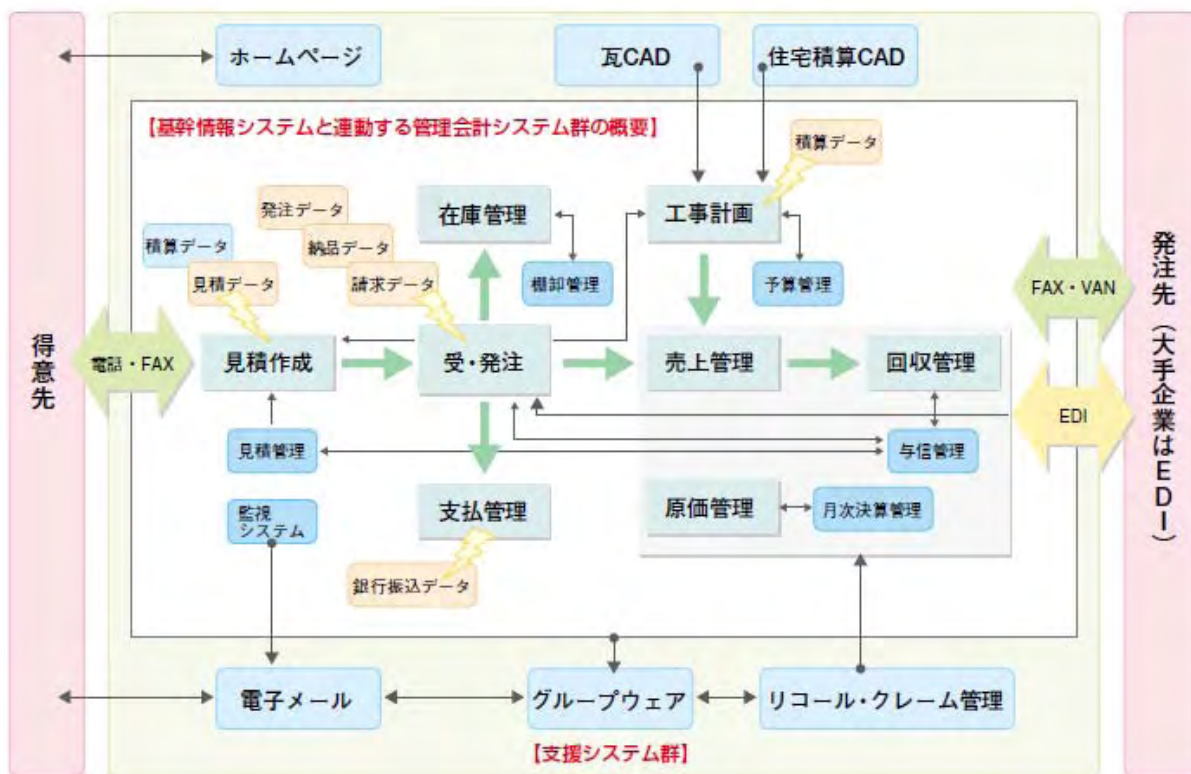 ホームページ
瓦CAD
住宅積算CAD
【基幹情報システムと連動する管理会計システム群の概要】
積算データ
発注データ
在庫管理
工事計画
積算データ
納品データ
見積データ
請求データ
棚卸管理
予算管理
FAX・VAN
得意先
電話・FAX
見積作成
受・発注
売上管理
回収管理
発注先（大手企業はEDI）
EDI
見積管理
与信管理
監視
システム
支払管理
原価管理
月次決算管理
銀行振込データ
電子メール
グループウェア
リコール・クレーム管理
【支援システム群】